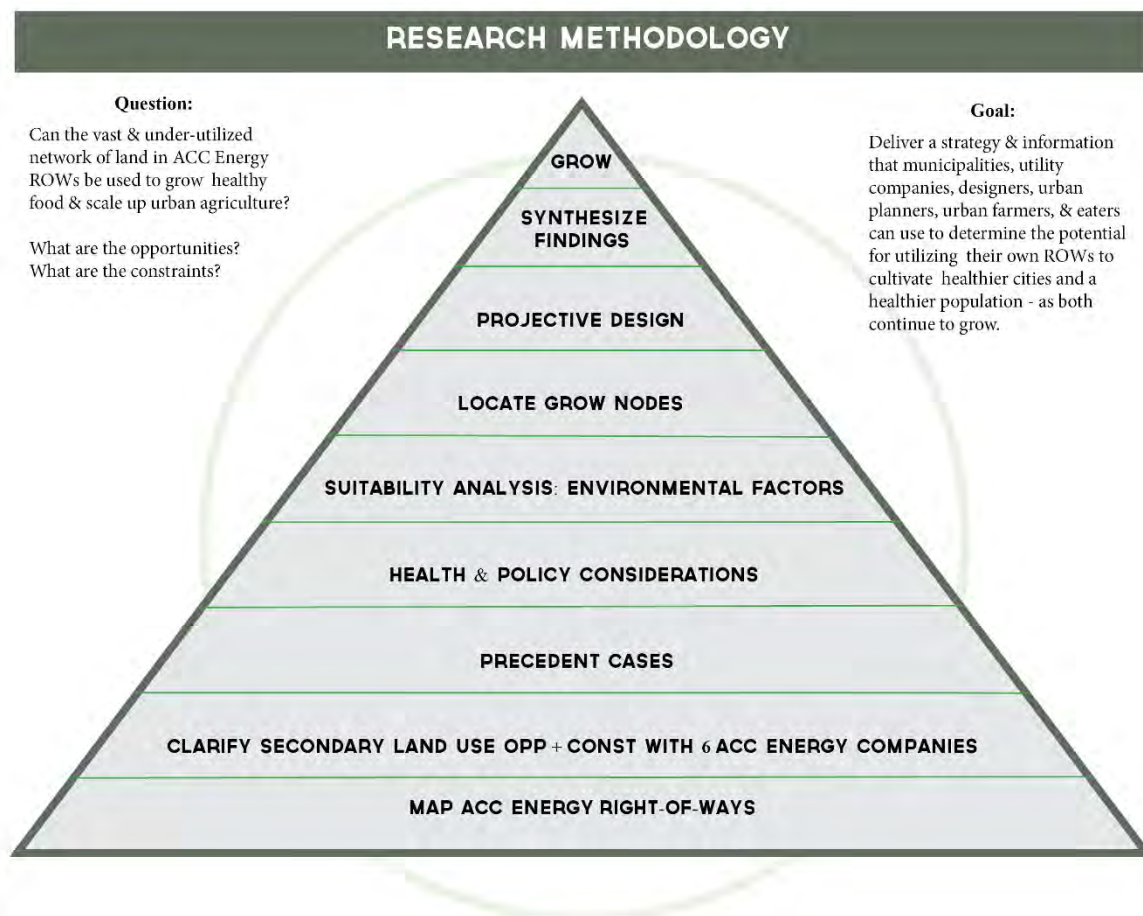 RESEARCH METHODOLOGY
Question:
Can the vast & under-utilized
network of land in ACC Energy
ROWs be used to grow healthy
food & scale up urban agriculture?
What are the opportunities?
What are the constraints?
Goal:
Deliver a strategy & information
that municipalities, utility
companies, designers, urban
planners, urban farmers, & eaters
can use to determine the potential
for utilizing their own ROWs to
cultivate healthier cities and a
healthier population - as both
continue to grow.
GROW
SYNTHESIZE
FINDINGS
PROJECTIVE DESIGN
LOCATE GROW NODES
SUITABILITY ANALYSIS: ENVIRONMENTAL FACTORS
HEALTH & POLICY CONSIDERATIONS
PRECEDENT CASES
CLARIFY SECONDARY LAND USE OPP + CONST WITH 6 ACC ENERGY COMPANIES
MAP ACC ENERGY RIGHT-OF-WAYS